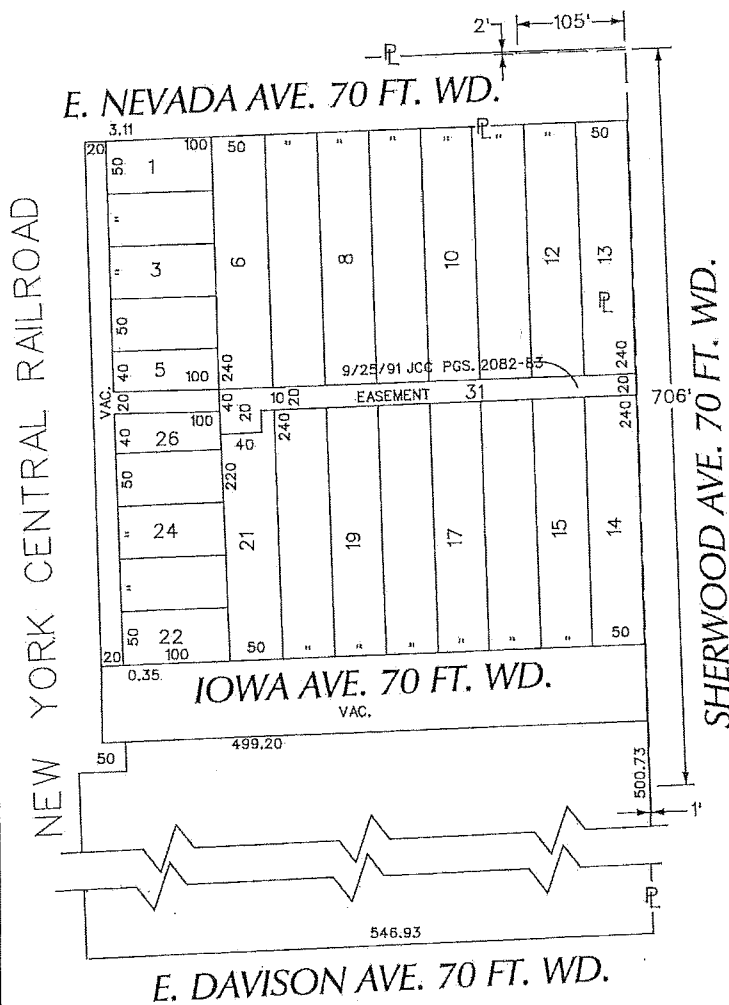 2' 105'
PL
E. NEVADA AVE. 70 FT. WD.
3.11
20 50 1 100 50 " " " " PL " " 50
" 
" 3 6 8 10 12 13
PL
50
40 5 100 240 9/25/91 JCC PGS. 2082-83 240
VAC. 20 40 20 10 20 EASEMENT 31 20
706'
40 26 100 40 240 240
50 220
" 24 21 19 17 15 14
"
50 22
20 100 50 " " " " " " 50
0.35
IOWA AVE. 70 FT. WD.
VAC.
499.20
50
500.73
1'
PL
546.93
E. DAVISON AVE. 70 FT. WD.
NEW YORK CENTRAL RAILROAD
SHERWOOD AVE. 70 FT. WD.